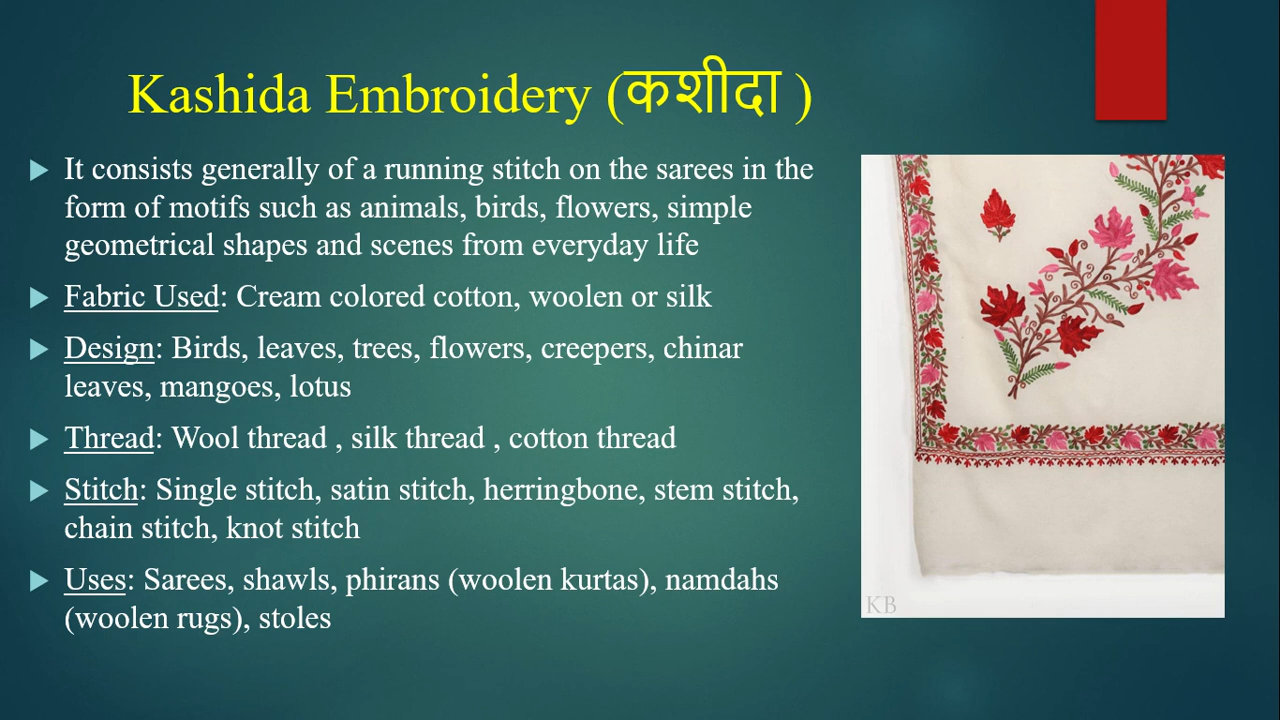 Kashida Embroidery (कशीदा )
It consists generally of a running stitch on the sarees in the
form of motifs such as animals, birds, flowers, simple
geometrical shapes and scenes from everyday life
Fabric Used: Cream colored cotton, woolen or silk
Design: Birds, leaves, trees, flowers, creepers, chinar
leaves, mangoes, lotus
Thread: Wool thread , silk thread , cotton thread
Stitch: Single stitch, satin stitch, herringbone, stem stitch,
chain stitch, knot stitch
Uses: Sarees, shawls, phirans (woolen kurtas), namdahs
(woolen rugs), stoles
KB